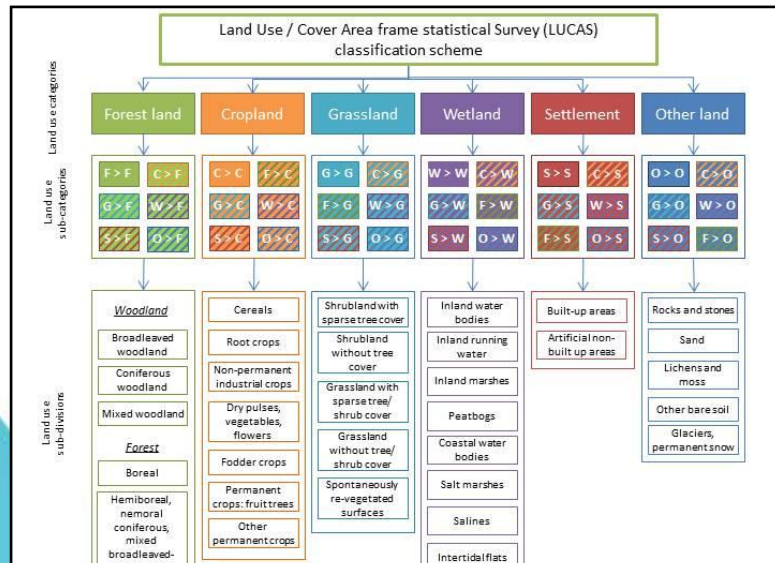 Land Use / Cover Area frame statistical Survey (LUCAS)
classification scheme
Land use categories
Forest land
Cropland
Grassland
Wetland
Settlement
Other land
Land use
sub-categories
F > F
C > F
G > F
W > F
S > F
O > F
C > C
F > C
G > C
W > C
S > C
O > C
G > G
C > G
F > G
W > G
S > G
O > G
W > W
C > W
G > W
F > W
S > W
O > W
S > S
C > S
G > S
W > S
F > S
O > S
O > O
C > O
G > O
W > O
S > O
F > O
Land use
sub-divisions
Woodland
Broadleaved
woodland
Coniferous
woodland
Mixed woodland
Forest
Boreal
Hemiboreal,
nemoral
coniferous,
mixed
broadleaved-
Cereals
Root crops
Non-permanent
industrial crops
Dry pulses,
vegetables,
flowers
Fodder crops
Permanent
crops: fruit trees
Other
permanent crops
Shrubland with
sparse tree cover
Shrubland
without tree
cover
Grassland with
sparse tree/
shrub cover
Grassland
without tree/
shrub cover
Spontaneously
re-vegetated
surfaces
Inland water
bodies
Inland running
water
Inland marshes
Peatbogs
Coastal water
bodies
Salt marshes
Salines
Intertidal flats
Built-up areas
Artificial non-
built up areas
Rocks and stones
Sand
Lichens and
moss
Other bare soil
Glaciers,
permanent snow